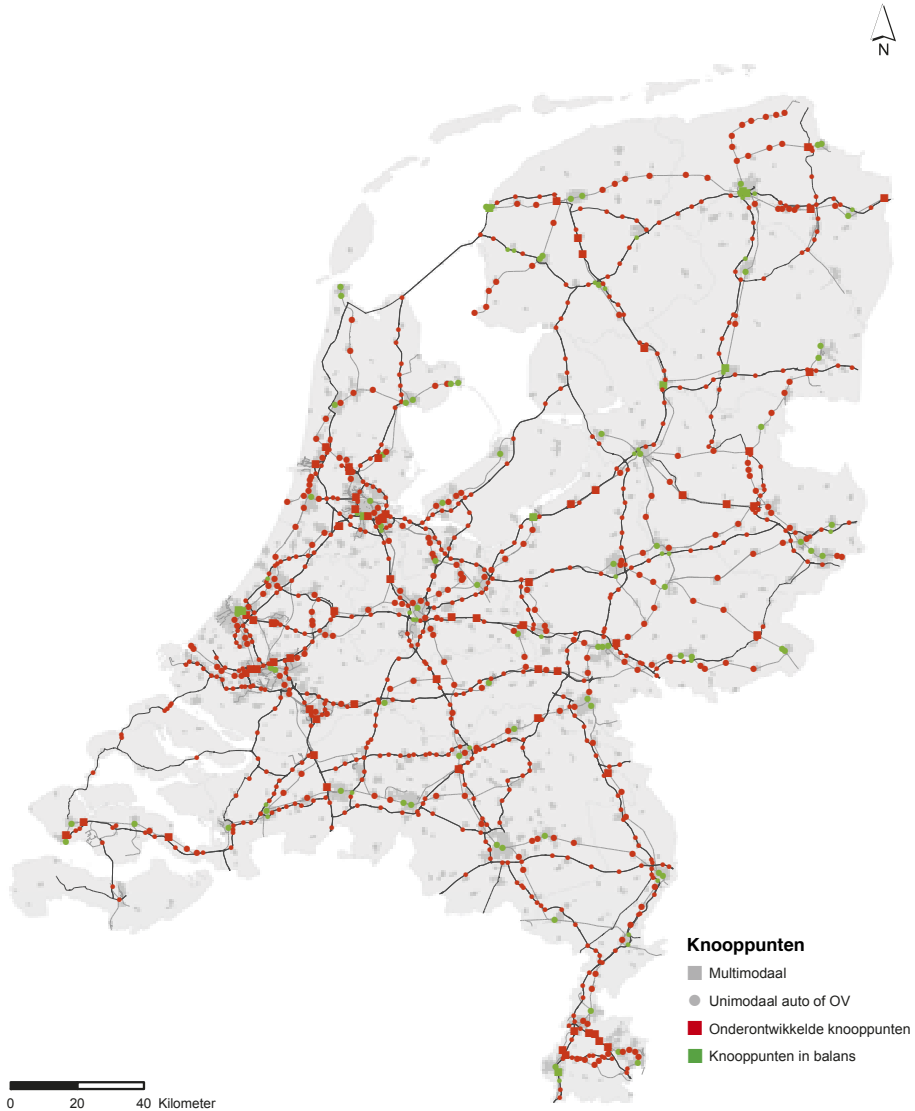 N
Knooppunten
Multimodaal
Unimodaal auto of OV
Onderontwikkelde knooppunten
Knooppunten in balans
0 20 40 Kilometer